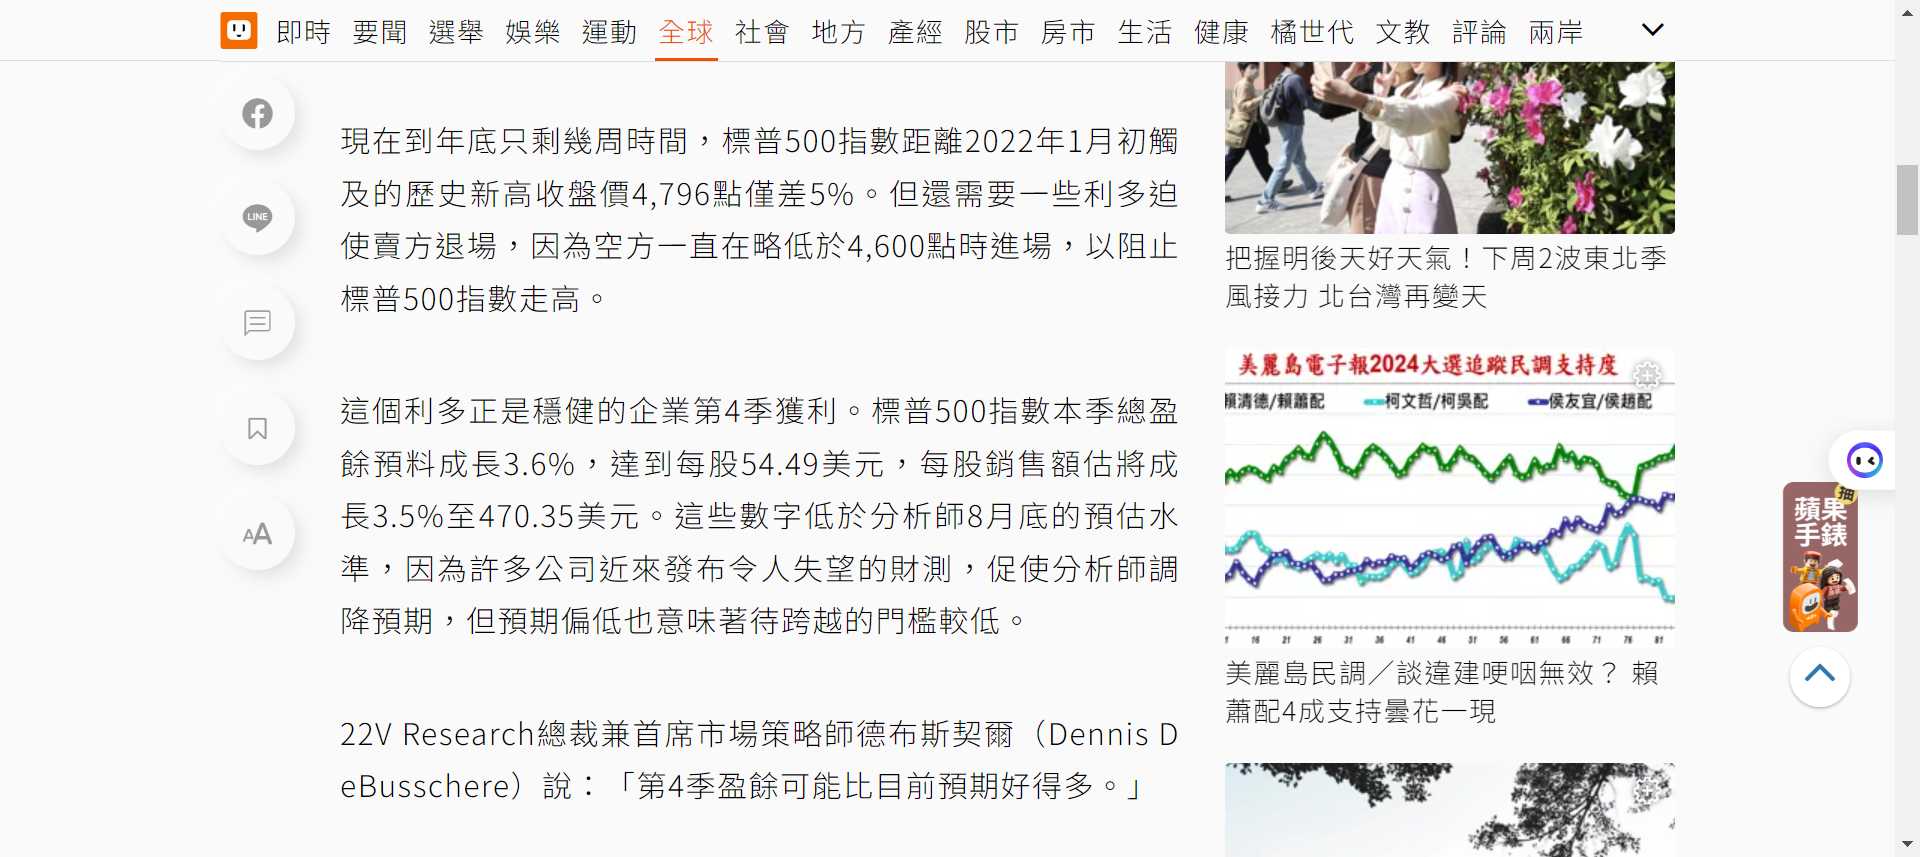 即時 要聞 選舉 娛樂 運動 全球 社會 地方 產經 股市 房市 生活 健康 橘世代 文教 評論 兩岸
現在到年底只剩幾周時間，標普500指數距離2022年1月初觸
及的歷史新高收盤價4,796點僅差5%。但還需要一些利多迫
使賣方退場，因為空方一直在略低於4,600點時進場，以阻止
標普500指數走高。
LINE
這個利多正是穩健的企業第4季獲利。標普500指數本季總盈
餘預料成長3.6%，達到每股54.49美元，每股銷售額估將成
長3.5%至470.35美元。這些數字低於分析師8月底的預估水
準，因為許多公司近來發布令人失望的財測，促使分析師調
降預期，但預期偏低也意味著待跨越的門檻較低。
AA
22V Research總裁兼首席市場策略師德布斯契爾（Dennis D
eBusschere）說：「第4季盈餘可能比目前預期好得多。」
把握明後天好天氣！下周2波東北季
風接力 北台灣再變天
美麗島電子報2024大選追蹤民調支持度
賴清德/賴蕭配 柯文哲/柯吳配 侯友宜/侯趙配
16 21 26 31 36 41 46 51 56 61 66 71 76 81
美麗島民調／談違建哽咽無效？ 賴
蕭配4成支持曇花一現
抽
蘋果
手錶